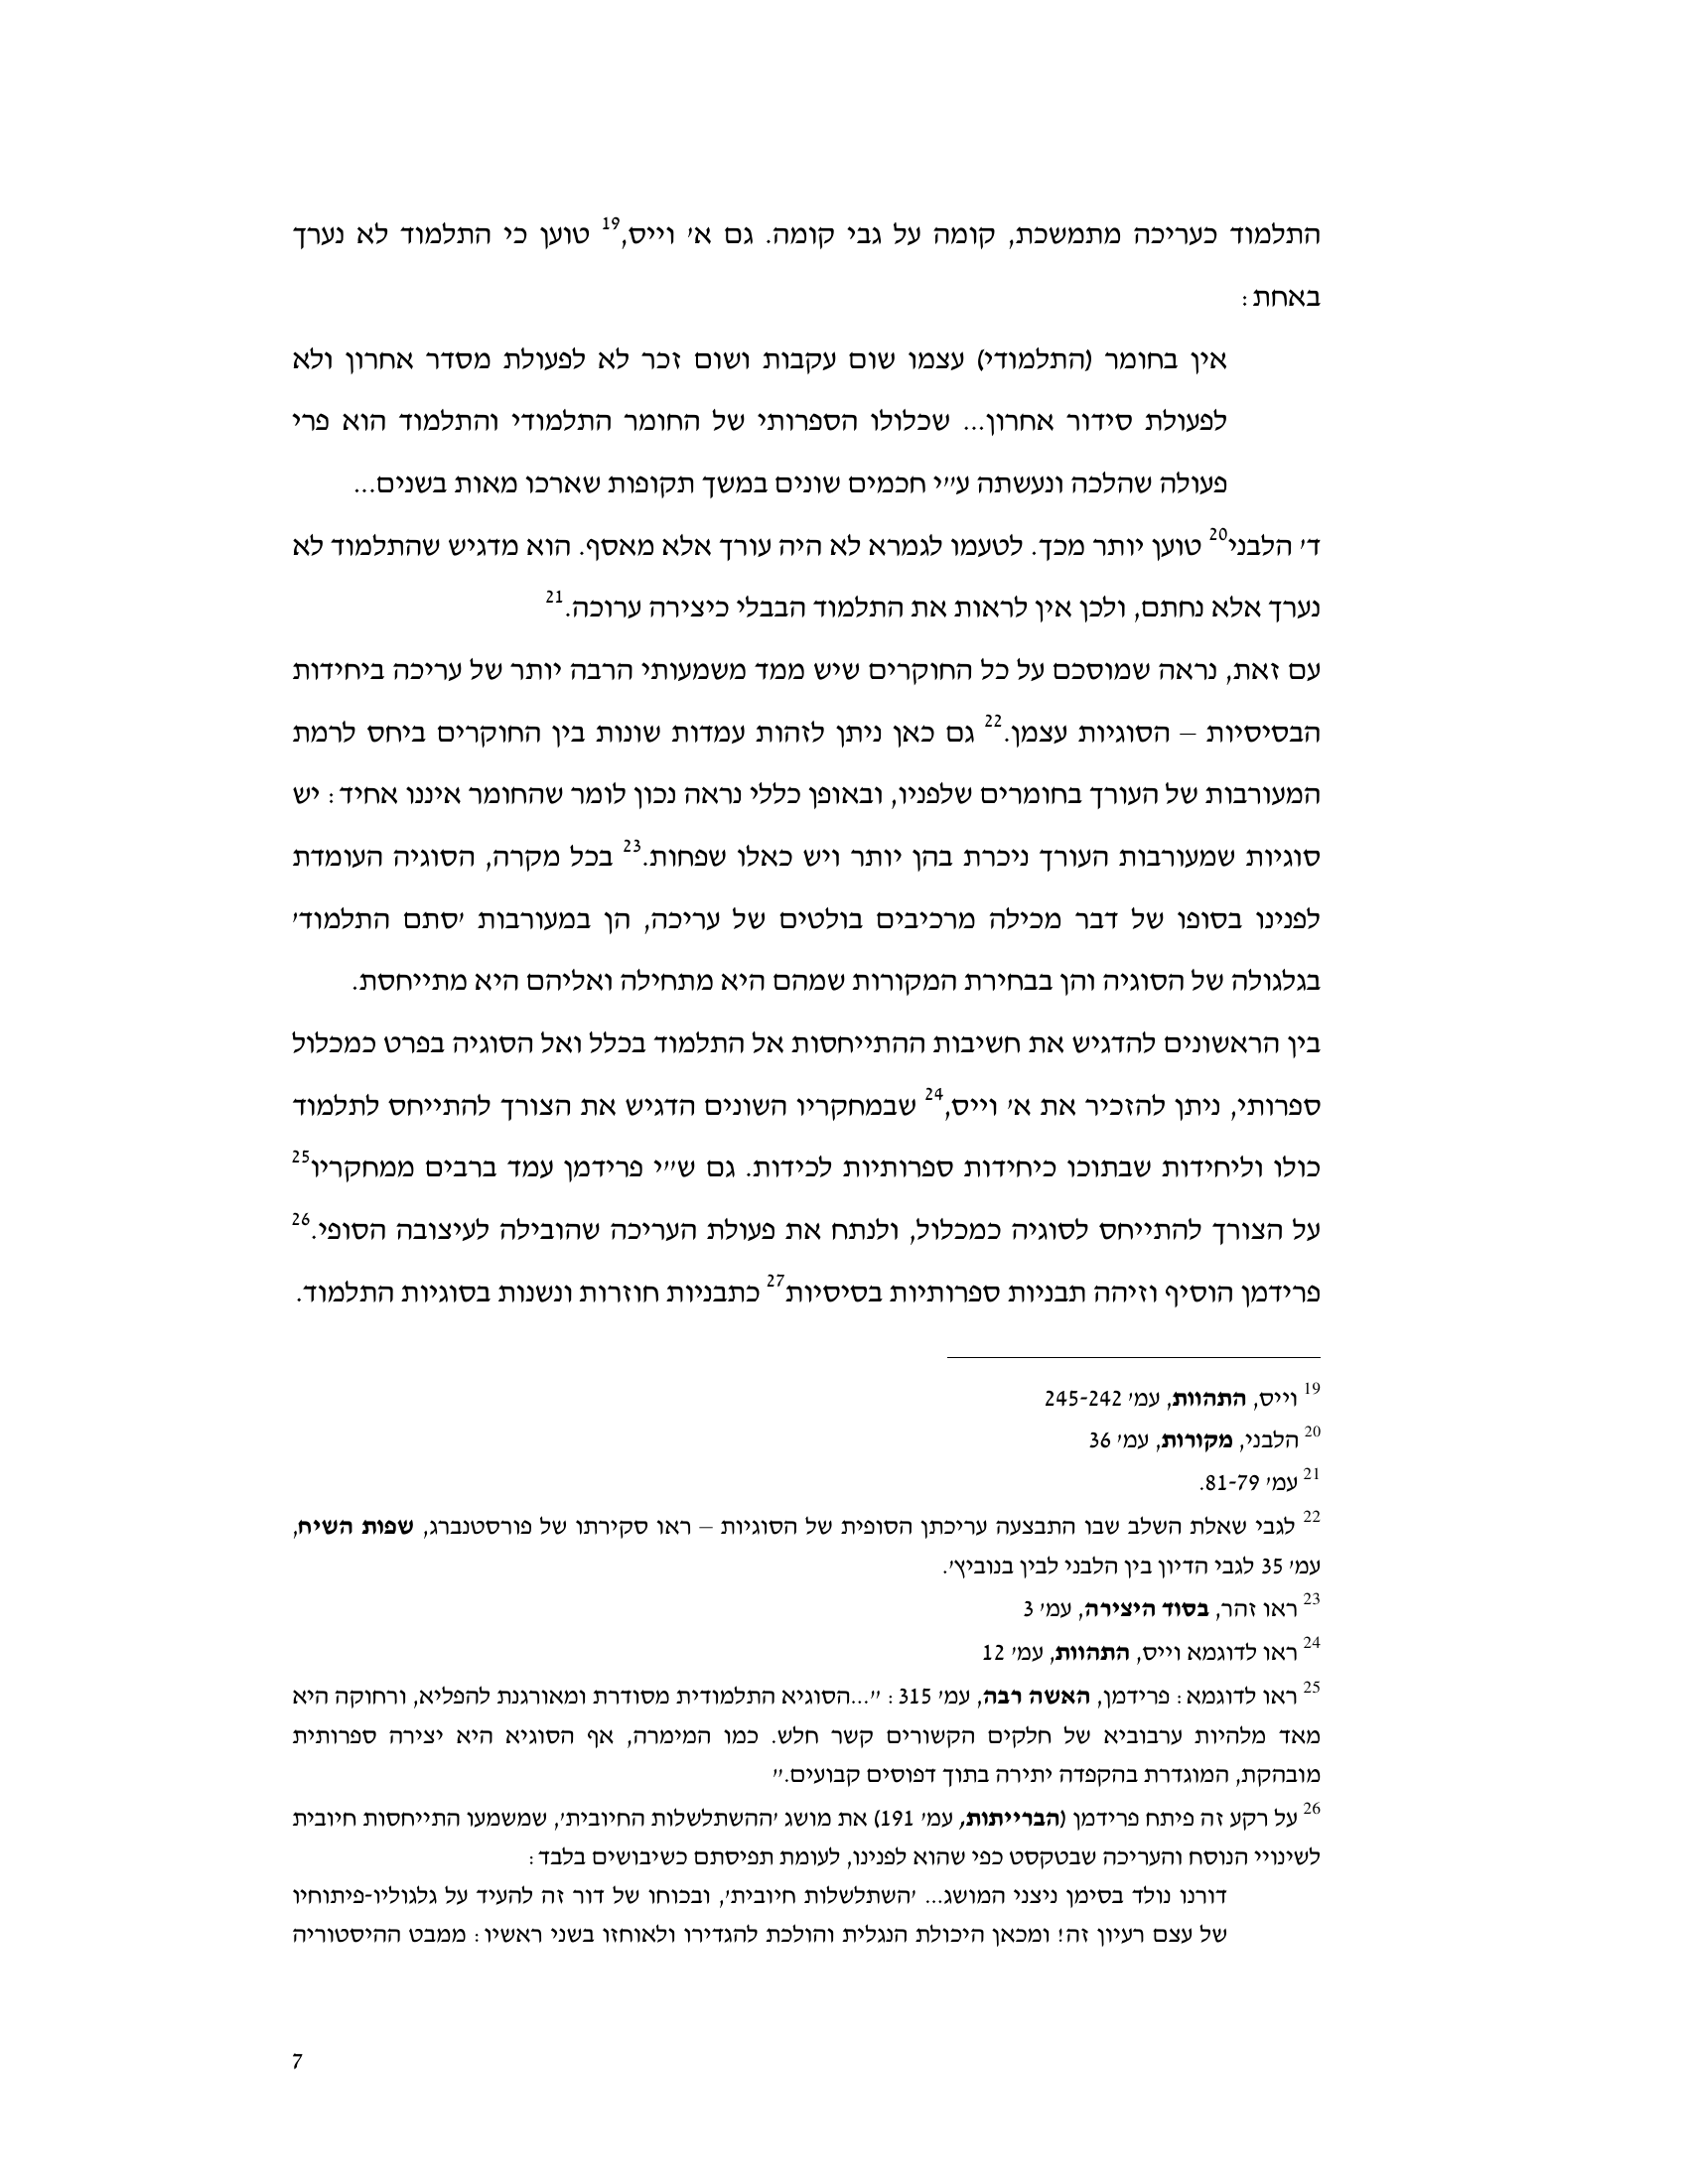 התלמוד כעריכה מתמשכת, קומה על גבי קומה. גם א' וייס,19 טוען כי התלמוד לא נערך
באחת:
אין בחומר (התלמודי) עצמו שום עקבות ושום זכר לא לפעולת מסדר אחרון ולא
לפעולת סידור אחרון... שכלולו הספרותי של החומר התלמודי והתלמוד הוא פרי
פעולה שהלכה ונעשתה ע"י חכמים שונים במשך תקופות שארכו מאות בשנים...
ד' הלבני20 טוען יותר מכך. לטעמו לגמרא לא היה עורך אלא מאסף. הוא מדגיש שהתלמוד לא
נערך אלא נחתם, ולכן אין לראות את התלמוד הבבלי כיצירה ערוכה.21
עם זאת, נראה שמוסכם על כל החוקרים שיש ממד משמעותי הרבה יותר של עריכה ביחידות
הבסיסיות – הסוגיות עצמן.22 גם כאן ניתן לזהות עמדות שונות בין החוקרים ביחס לרמת
המעורבות של העורך בחומרים שלפניו, ובאופן כללי נראה נכון לומר שהחומר איננו אחיד: יש
סוגיות שמעורבות העורך ניכרת בהן יותר ויש כאלו שפחות.23 בכל מקרה, הסוגיה העומדת
לפנינו בסופו של דבר מכילה מרכיבים בולטים של עריכה, הן במעורבות 'סתם התלמוד'
בגלגולה של הסוגיה והן בבחירת המקורות שמהם היא מתחילה ואליהם היא מתייחסת.
בין הראשונים להדגיש את חשיבות ההתייחסות אל התלמוד בכלל ואל הסוגיה בפרט כמכלול
ספרותי, ניתן להזכיר את א' וייס,24 שבמחקריו השונים הדגיש את הצורך להתייחס לתלמוד
כולו וליחידות שבתוכו כיחידות ספרותיות לכידות. גם ש"י פרידמן עמד ברבים ממחקריו25
על הצורך להתייחס לסוגיה כמכלול, ולנתח את פעולת העריכה שהובילה לעיצובה הסופי.26
פרידמן הוסיף וזיהה תבניות ספרותיות בסיסיות27 כתבניות חוזרות ונשנות בסוגיות התלמוד.
19 וייס, התהוות, עמ' 245-242
20 הלבני, מקורות, עמ' 36
21 עמ' 81-79.
22 לגבי שאלת השלב שבו התבצעה עריכתן הסופית של הסוגיות – ראו סקירתו של פורסטנברג, שפות השיח,
עמ' 35 לגבי הדיון בין הלבני לבין בנוביץ'.
23 ראו זהר, בסוד היצירה, עמ' 3
24 ראו לדוגמא וייס, התהוות, עמ' 12
25 ראו לדוגמא: פרידמן, האשה רבה, עמ' 315: "...הסוגיא התלמודית מסודרת ומאורגנת להפליא, ורחוקה היא
מאד מלהיות ערבוביא של חלקים הקשורים קשר חלש. כמו המימרה, אף הסוגיא היא יצירה ספרותית
מובהקת, המוגדרת בהקפדה יתירה בתוך דפוסים קבועים."
26 על רקע זה פיתח פרידמן (הברייתות, עמ' 191) את מושג 'ההשתלשלות החיובית', שמשמעו התייחסות חיובית
לשינויי הנוסח והעריכה שבטקסט כפי שהוא לפנינו, לעומת תפיסתם כשיבושים בלבד:
דורנו נולד בסימן ניצני המושג... 'השתלשלות חיובית', ובכוחו של דור זה להעיד על גלגוליו-פיתוחיו
של עצם רעיון זה! ומכאן היכולת הנגלית והולכת להגדירו ולאוחזו בשני ראשיו: ממבט ההיסטוריה
7